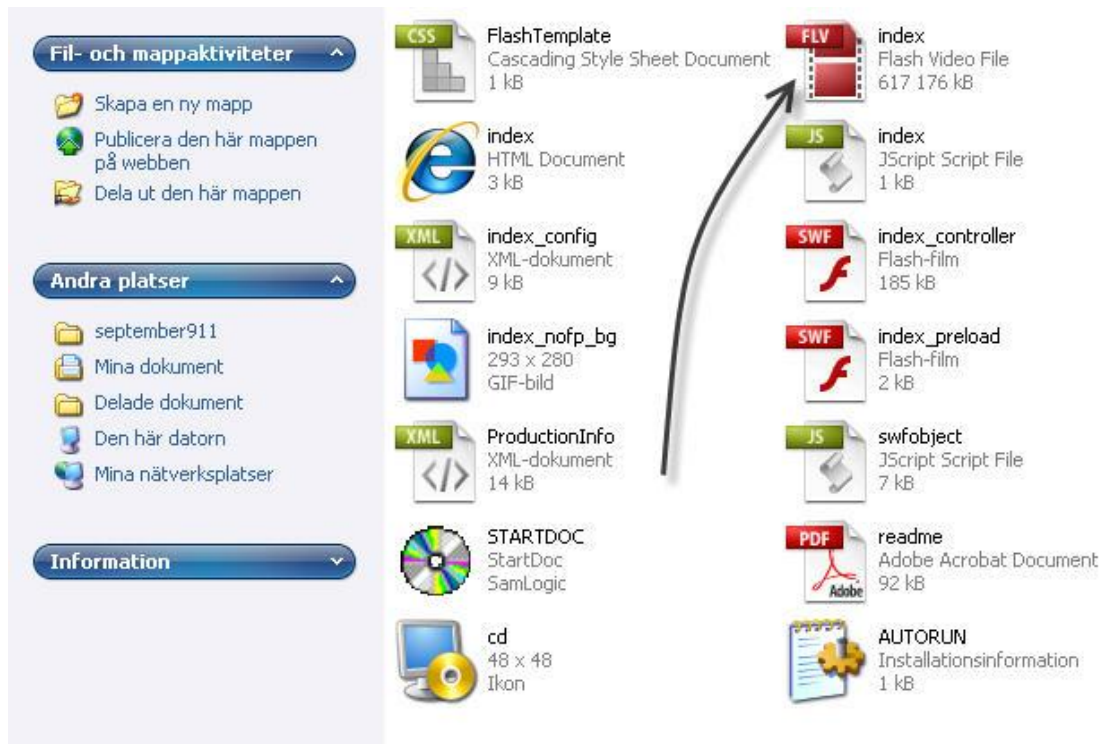 Fil- och mappaktiviteter
Skapa en ny mapp
Publicera den här mappen
på webben
Dela ut den här mappen
Andra platser
september911
Mina dokument
Delade dokument
Den här datorn
Mina nätverksplatser
Information
CSS
FlashTemplate
Cascading Style Sheet Document
1 kB
index
HTML Document
3 kB
XML
index_config
XML-dokument
9 kB
index_nofp_bg
293 x 280
GIF-bild
XML
ProductionInfo
XML-dokument
14 kB
STARTDOC
StartDoc
SamLogic
cd
48 x 48
Ikon
FLV
index
Flash Video File
617 176 kB
JS
index
JScript Script File
1 kB
SWF
index_controller
Flash-film
185 kB
SWF
index_preload
Flash-film
2 kB
JS
swfobject
JScript Script File
7 kB
PDF
Adobe
readme
Adobe Acrobat Document
92 kB
AUTORUN
Installationsinformation
1 kB